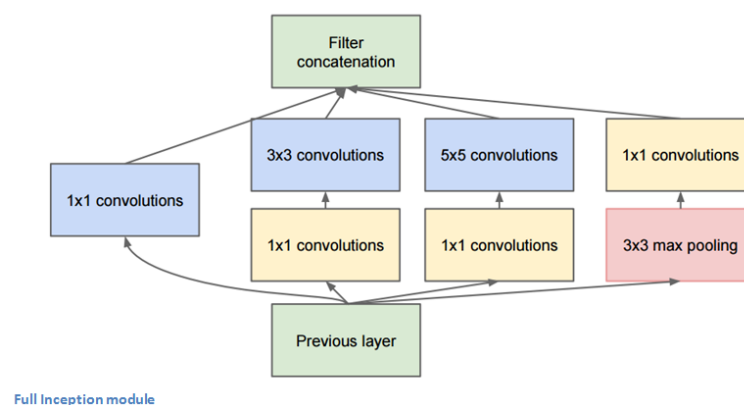 Filter
concatenation
3x3 convolutions
5x5 convolutions
1x1 convolutions
1x1 convolutions
1x1 convolutions
1x1 convolutions
3x3 max pooling
Previous layer
Full Inception module